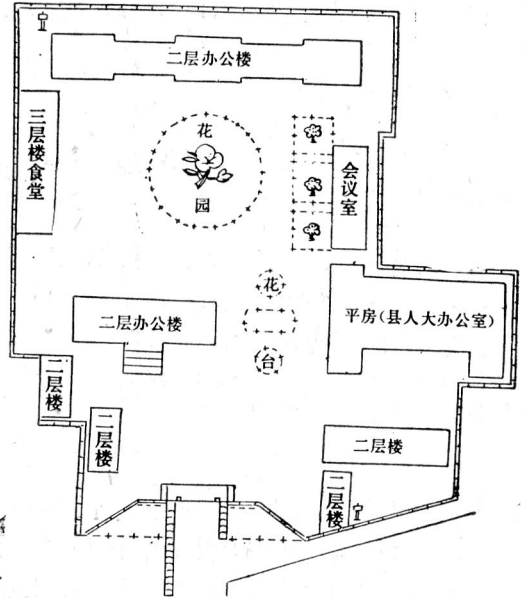 二层办公楼
三层楼食堂
花
园
会议室
花
台
二层办公楼
平房(县人大办公室)
二层楼
二层楼
二层楼
二层楼